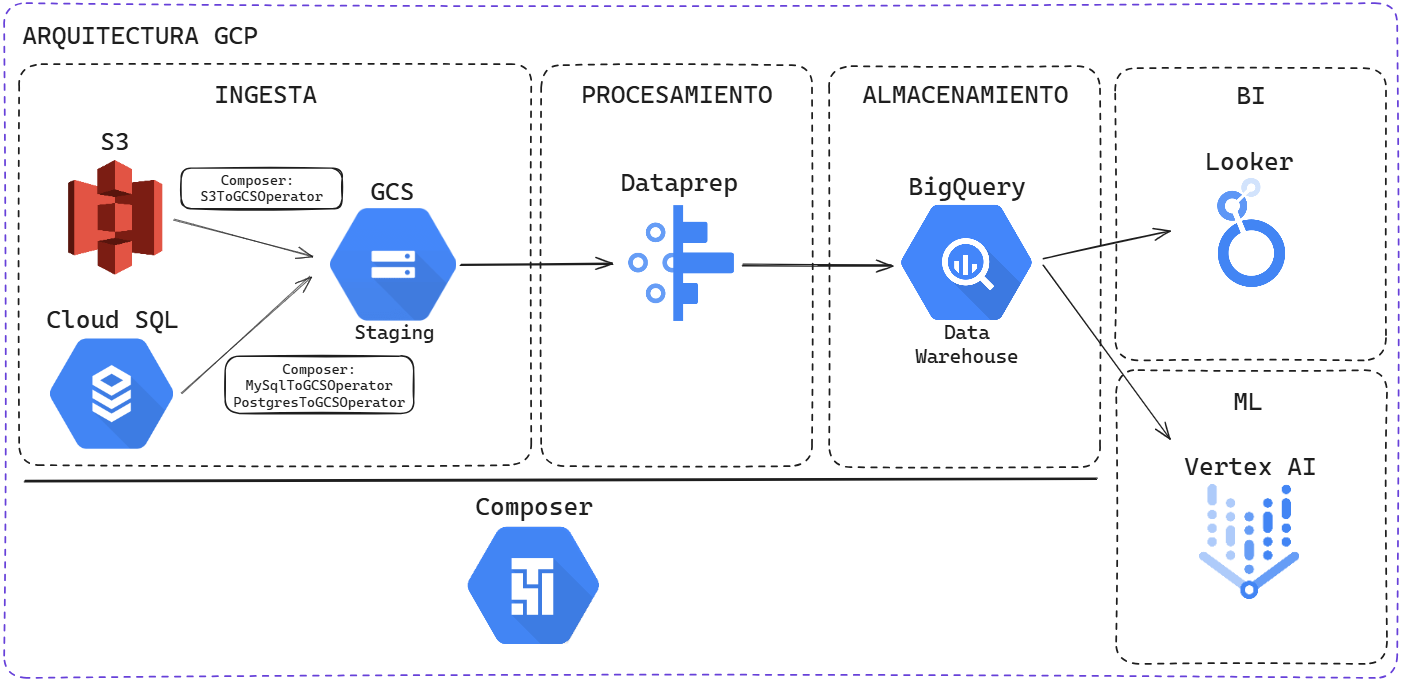 ARQUITECTURA GCP
INGESTA
S3
Composer:
S3ToGCSOperator
GCS
Staging
Cloud SQL
Composer:
MySqlToGCSOperator
PostgresToGCSOperator
PROCESAMIENTO
Dataprep
ALMACENAMIENTO
BigQuery
Data
Warehouse
BI
Looker
ML
Vertex AI
Composer